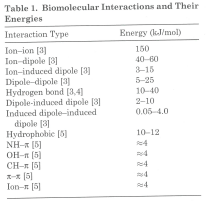 Table 1. Biomolecular Interactions and Their
Energies
Interaction Type Energy (kJ/mol)
Ion–ion [3] 150
Ion–dipole [3] 40–60
Ion–induced dipole [3] 3–15
Dipole–dipole [3] 5–25
Hydrogen bond [3,4] 10–40
Dipole-induced dipole [3] 2–10
Induced dipole–induced 0.05–4.0
dipole [3]
Hydrophobic [5] 10–12
NH–π [5] ≈4
OH–π [5] ≈4
CH–π [5] ≈4
π–π [5] ≈4
Ion–π [5] ≈4